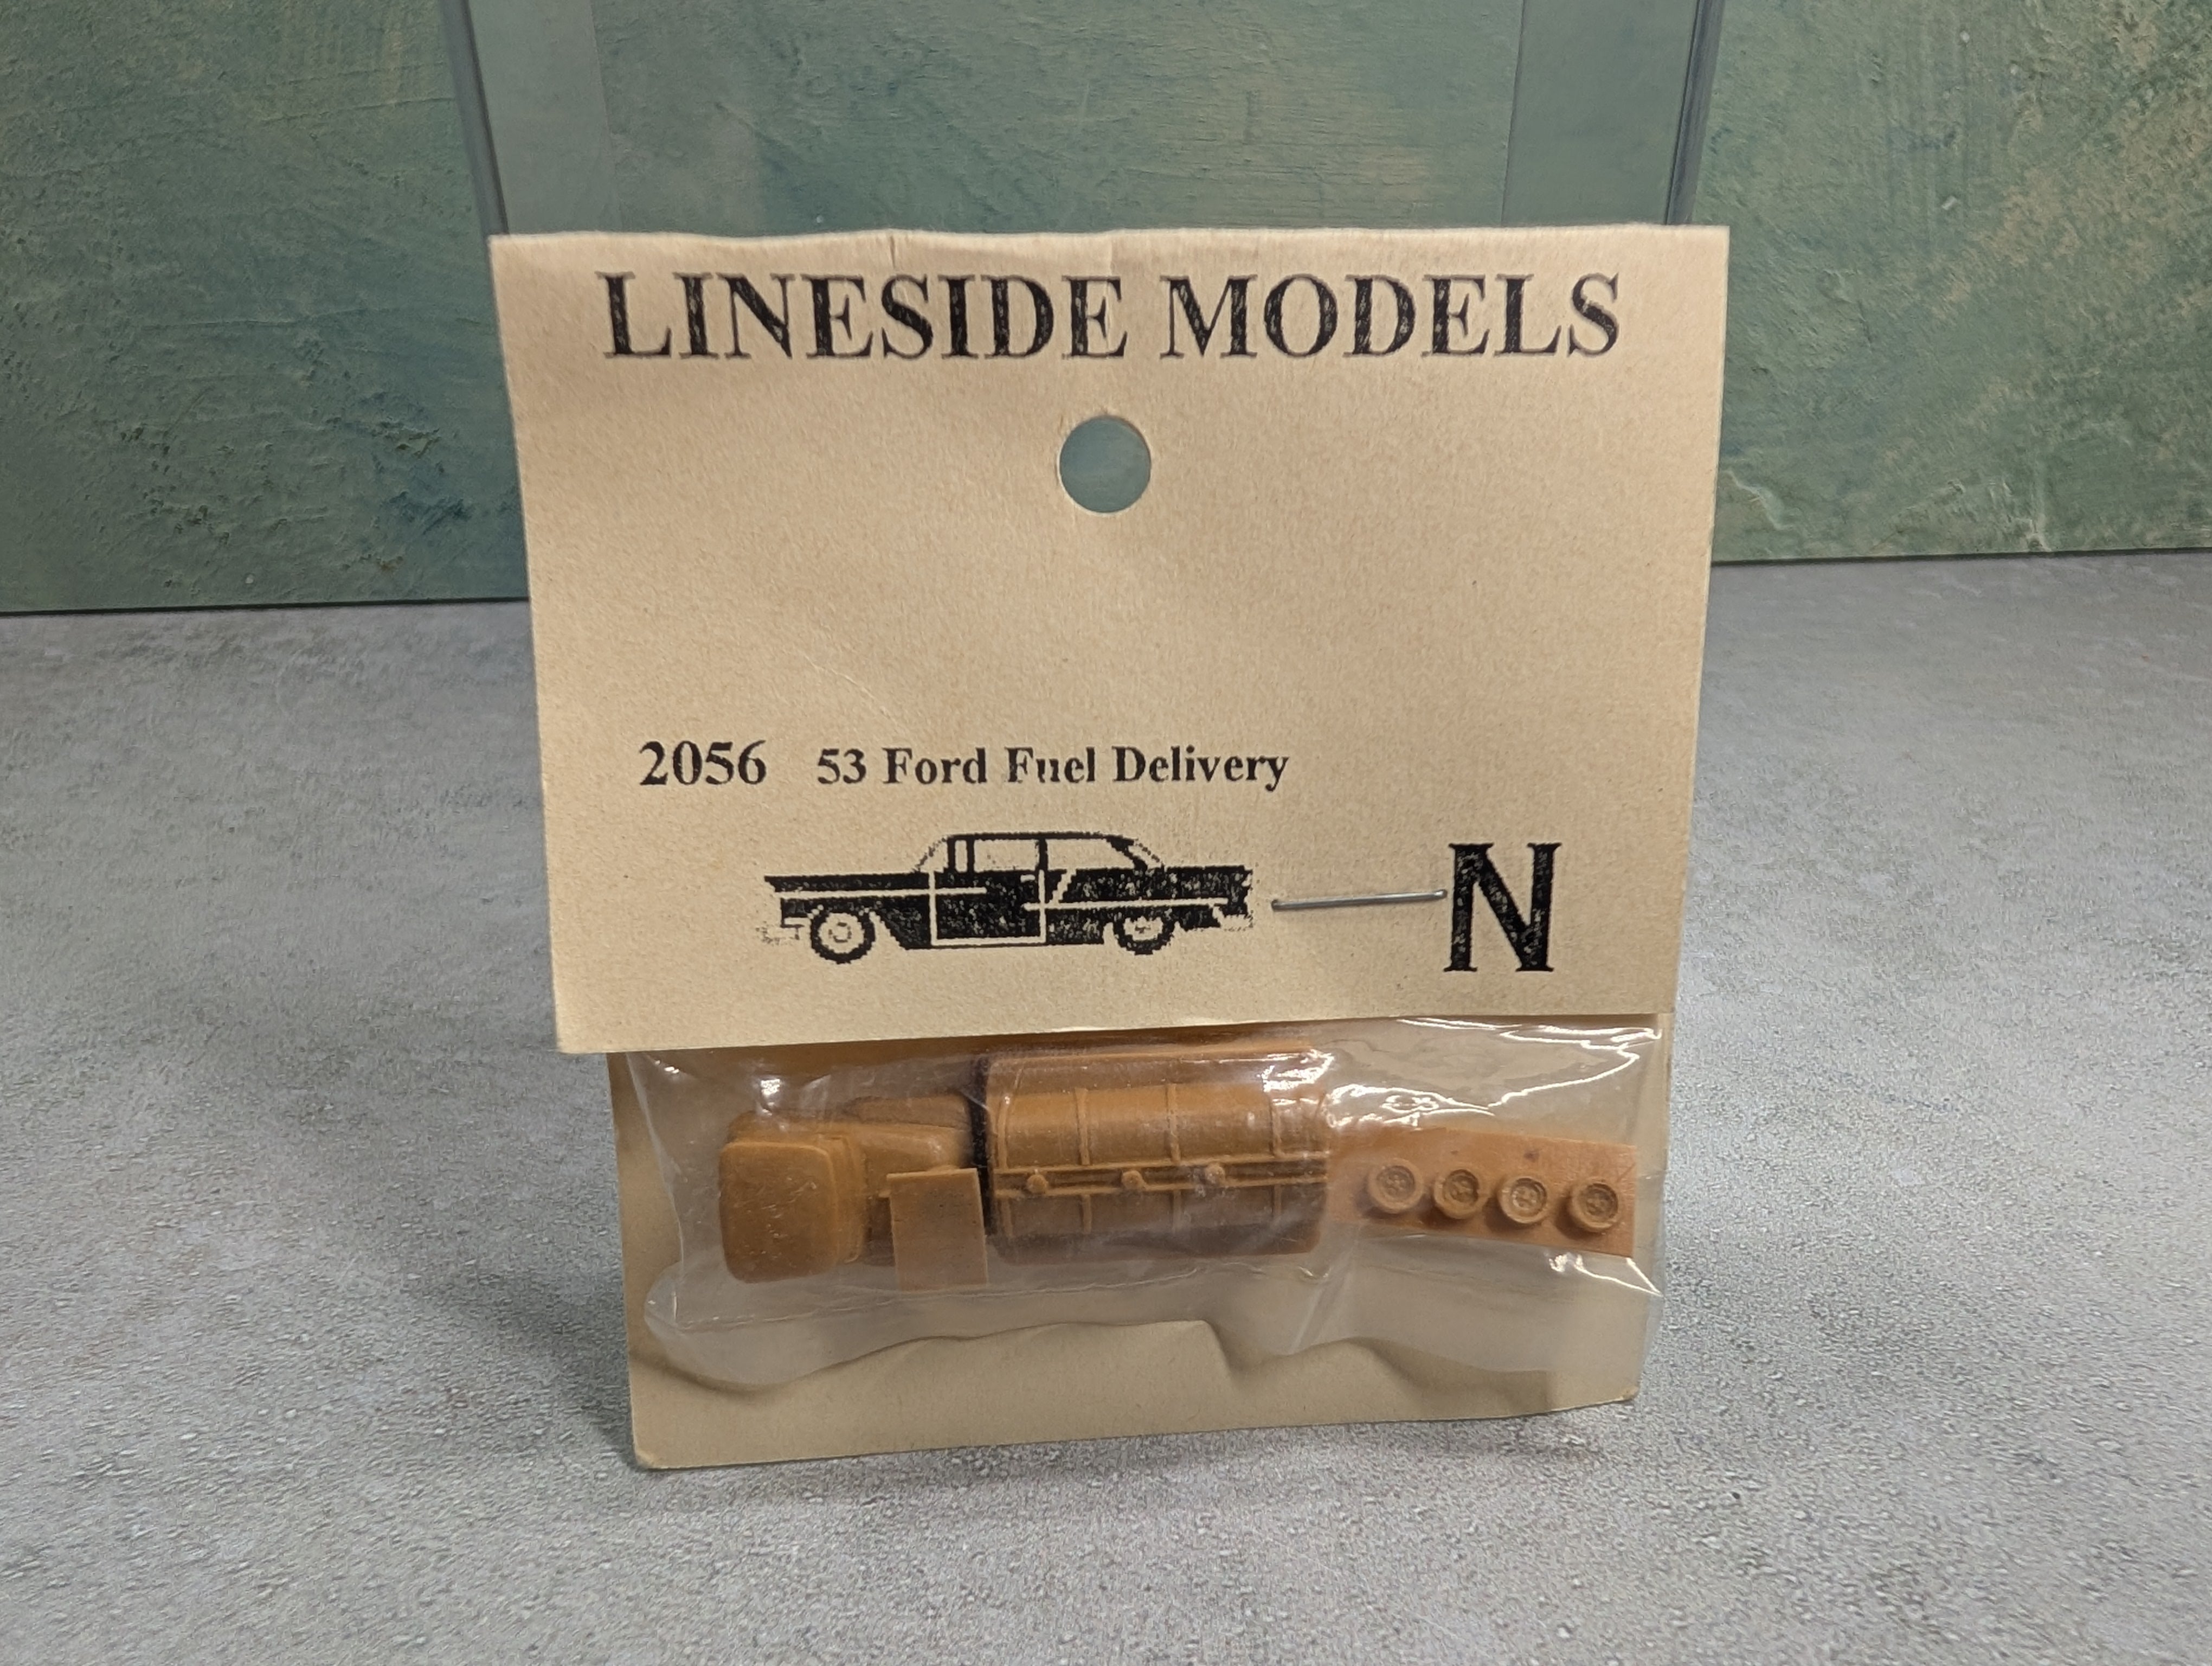 LINESIDE MODELS
2056 53 Ford Fuel Delivery
N